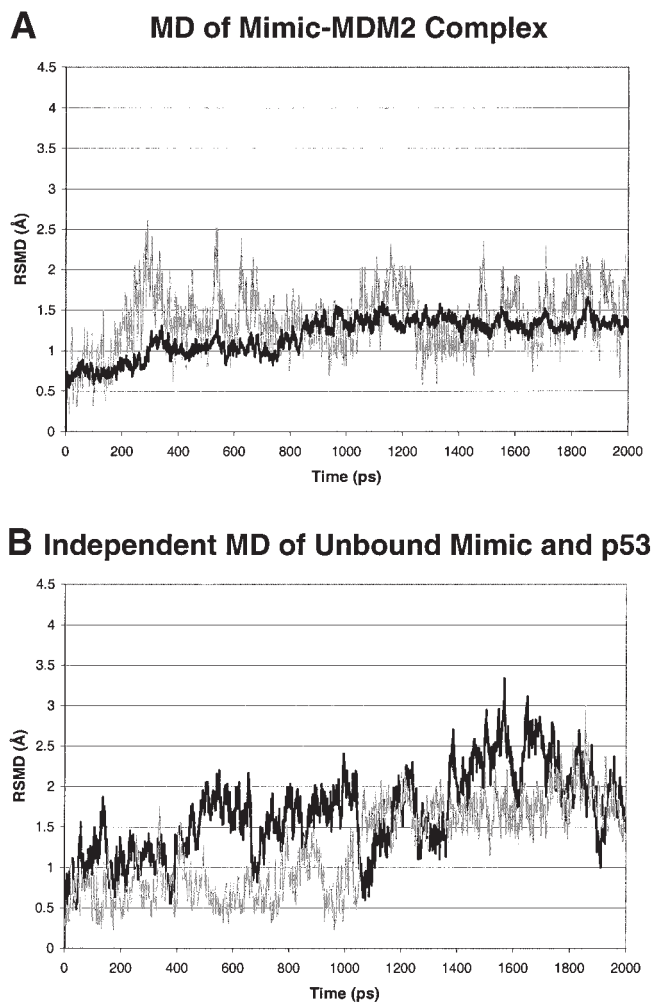 A MD of Mimic-MDM2 Complex
4.5
4
3.5
3
2.5
2
1.5
1
0.5
0
RSMD (Å)
0 200 400 600 800 1000 1200 1400 1600 1800 2000
Time (ps)
B Independent MD of Unbound Mimic and p53
4.5
4
3.5
3
2.5
2
1.5
1
0.5
0
RSMD (Å)
0 200 400 600 800 1000 1200 1400 1600 1800 2000
Time (ps)